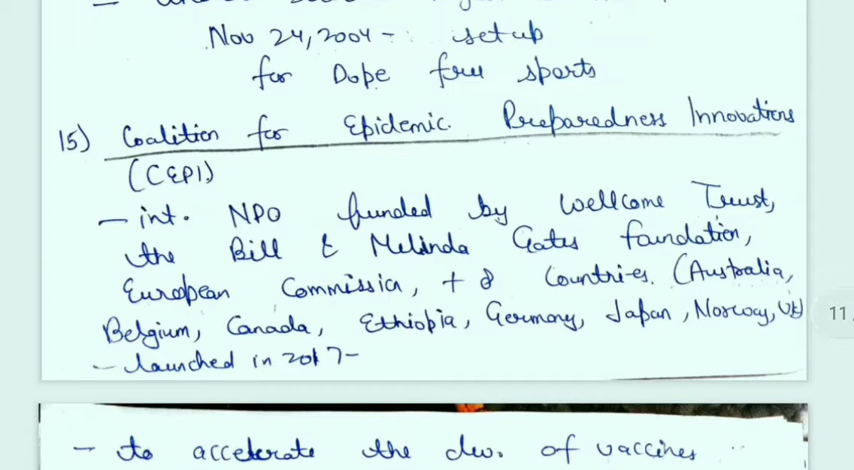 Nov 24, 2004 - set up
for Dope free sports
15) Coalition for Epidemic Preparedness Innovations
(CEPI)
- int. NPO funded by Wellcome Trust,
the Bill & Melinda Gates foundation,
European Commission, + 8 Countries. (Australia,
Belgium, Canada, Ethiopia, Germany, Japan, Norway, UK)
- launched in 2017-
11
- to accelerate the dev. of vaccines